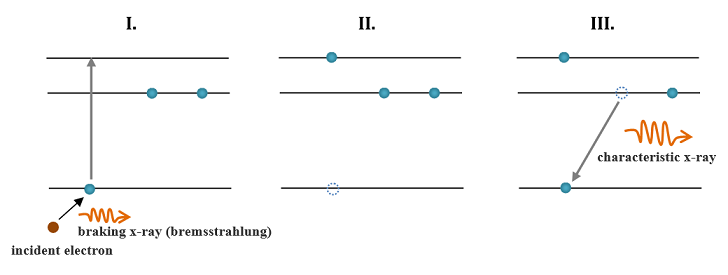 I.
II.
III.
characteristic x-ray
braking x-ray (bremsstrahlung)
incident electron